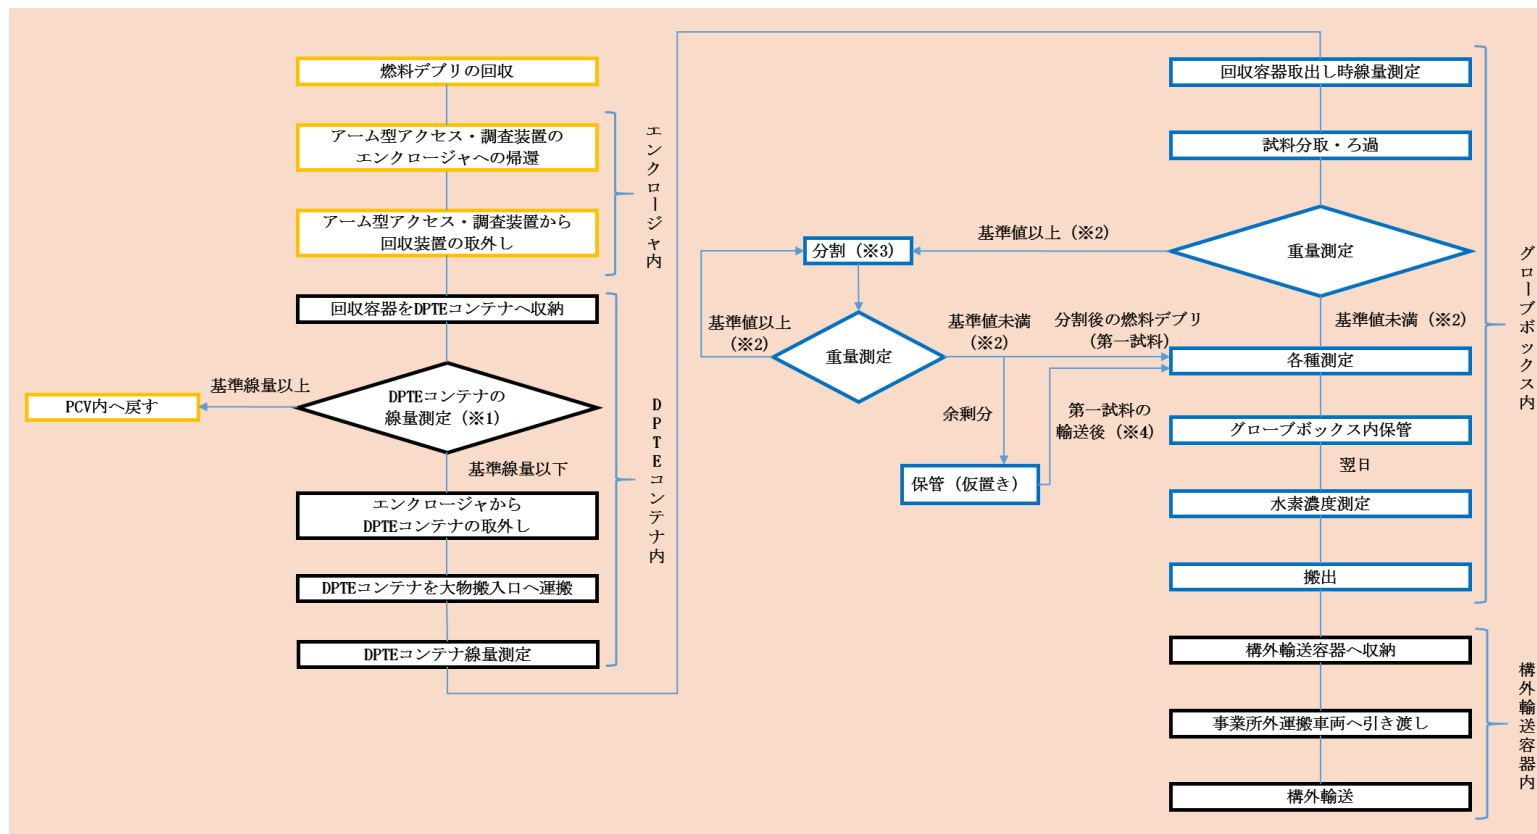 燃料デブリの回収
アーム型アクセス・調査装置の
エンクロージャへの帰還
アーム型アクセス・調査装置から
回収装置の取外し
エンクロージャ内
回収容器をDPTEコンテナへ収納
基準線量以上
PCV内へ戻す
DPTEコンテナの
線量測定（※1）
基準線量以下
エンクロージャから
DPTEコンテナの取外し
DPTEコンテナを大物搬入口へ運搬
DPTEコンテナ線量測定
DPTEコンテナ内
回収容器取出し時線量測定
試料分取・ろ過
重量測定
基準値以上（※2）
分割（※3）
基準値以上
（※2）
重量測定
基準値未満
（※2）
分割後の燃料デブリ
（第一試料）
基準値未満（※2）
各種測定
余剰分
第一試料の
輸送後（※4）
保管（仮置き）
グローブボックス内保管
翌日
水素濃度測定
搬出
グローブボックス内
構外輸送容器へ収納
事業所外運搬車両へ引き渡し
構外輸送
構外輸送容器内